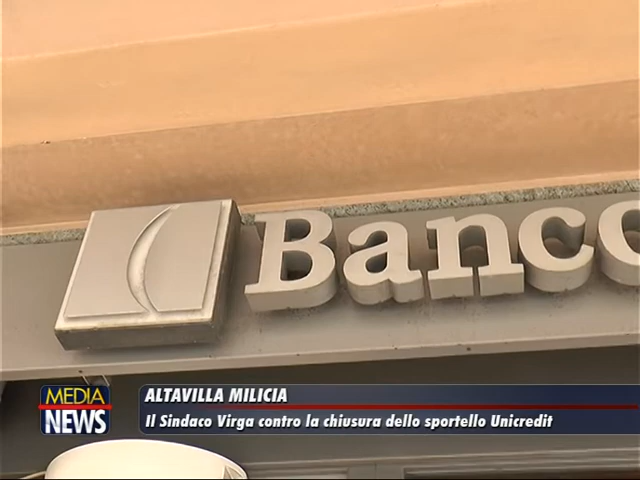 Banco
ALTAVILLA MILICIA
Il Sindaco Virga contro la chiusura dello sportello Unicredit
MEDIA
NEWS